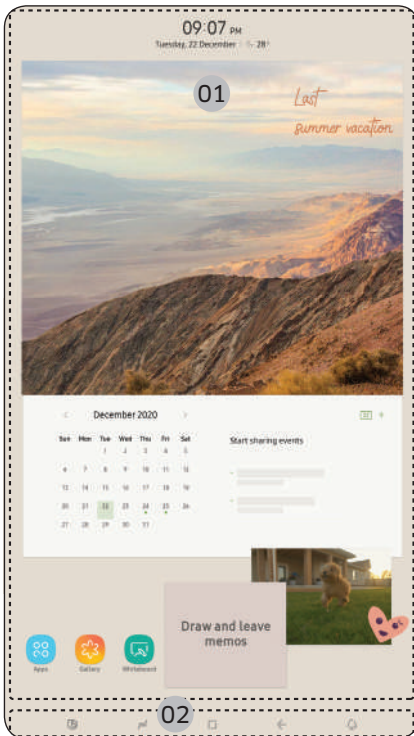 09:07 PM
Tuesday, 22 December
28°
01
Last
summer vacation
< December 2020 >
22 +
Sun Mon Tue Wed Thu Fri Sat
1 2 3 4 5
6 7 8 9 10 11 12
13 14 15 16 17 18 19
20 21 22 23 24 25 26
27 28 29 30 31
Start sharing events
Draw and leave
memos
Apps Gallery Whiteboard
02